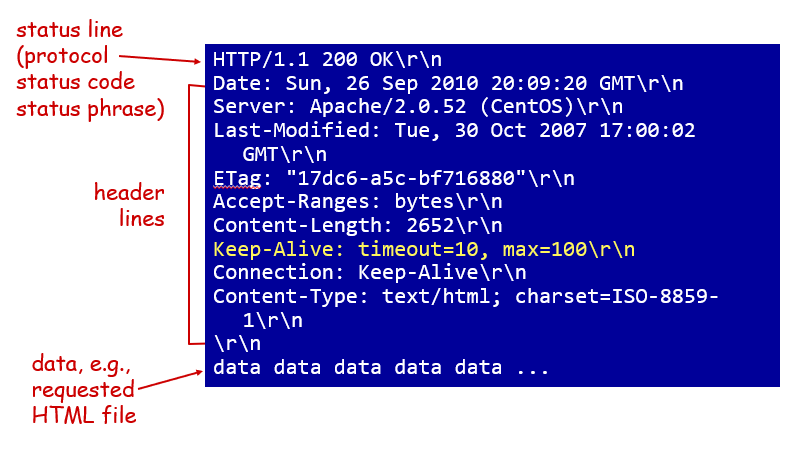 status line
(protocol
status code
status phrase)
HTTP/1.1 200 OK\r\n
Date: Sun, 26 Sep 2010 20:09:20 GMT\r\n
Server: Apache/2.0.52 (CentOS)\r\n
Last-Modified: Tue, 30 Oct 2007 17:00:02
GMT\r\n
ETag: "17dc6-a5c-bf716880"\r\n
Accept-Ranges: bytes\r\n
Content-Length: 2652\r\n
Keep-Alive: timeout=10, max=100\r\n
Connection: Keep-Alive\r\n
Content-Type: text/html; charset=ISO-8859-
1\r\n
\r\n
data data data data data ...
header
lines
data, e.g.,
requested
HTML file